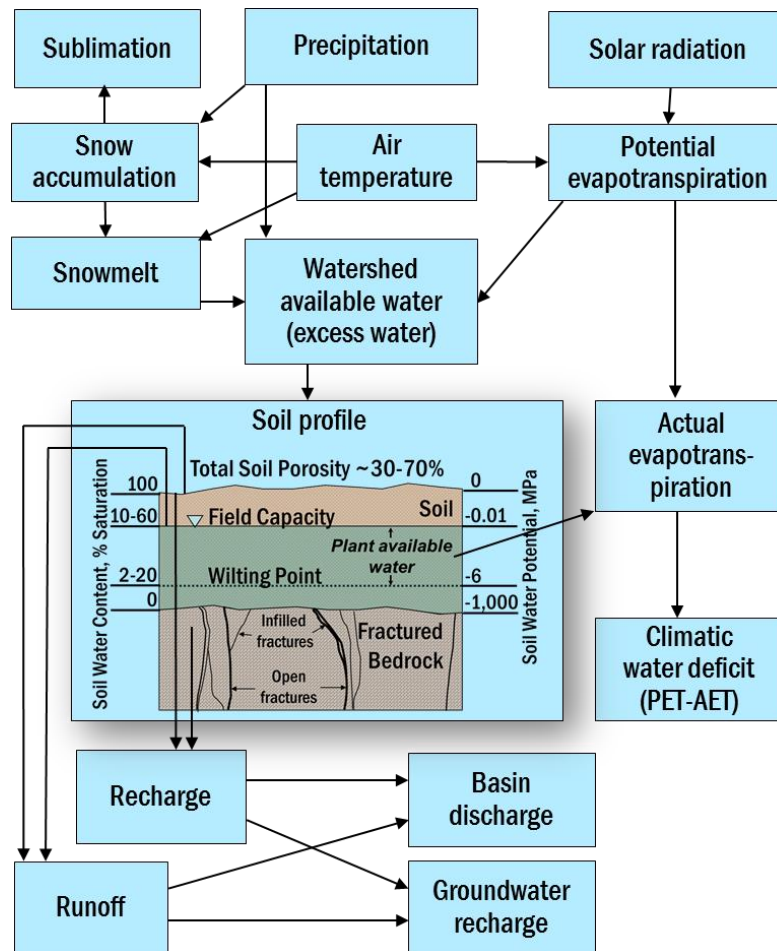 Sublimation
Precipitation
Solar radiation
Snow
accumulation
Air
temperature
Potential
evapotranspiration
Snowmelt
Watershed
available water
(excess water)
Soil profile
Total Soil Porosity ~30-70%
Soil Water Content, % Saturation
100
10-60
2-20
0
Field Capacity
Soil
Plant available
water
Wilting Point
Infilled
fractures
Open
fractures
Fractured
Bedrock
0
-0.01
-6
-1,000
Soil Water Potential, MPa
Actual
evapotrans-
piration
Climatic
water deficit
(PET-AET)
Recharge
Basin
discharge
Runoff
Groundwater
recharge